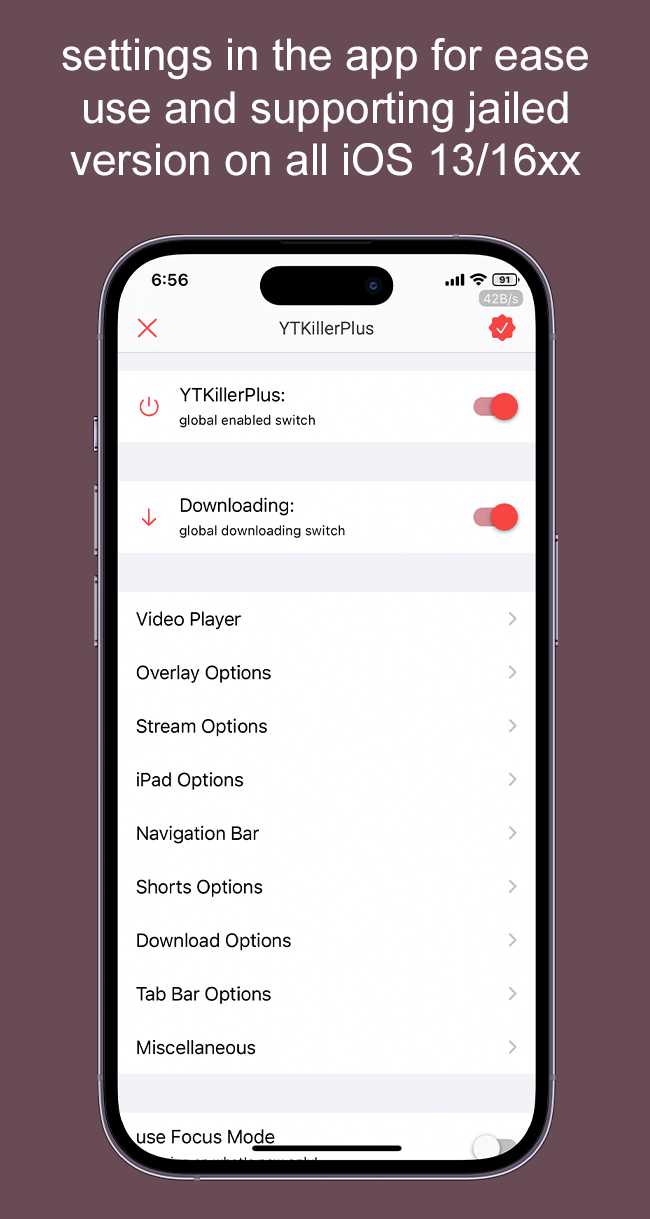 settings in the app for ease
use and supporting jailed
version on all iOS 13/16xx
6:56
91
42B/s
YTKillerPlus
YTKillerPlus:
global enabled switch
Downloading:
global downloading switch
Video Player
Overlay Options
Stream Options
iPad Options
Navigation Bar
Shorts Options
Download Options
Tab Bar Options
Miscellaneous
use Focus Mode